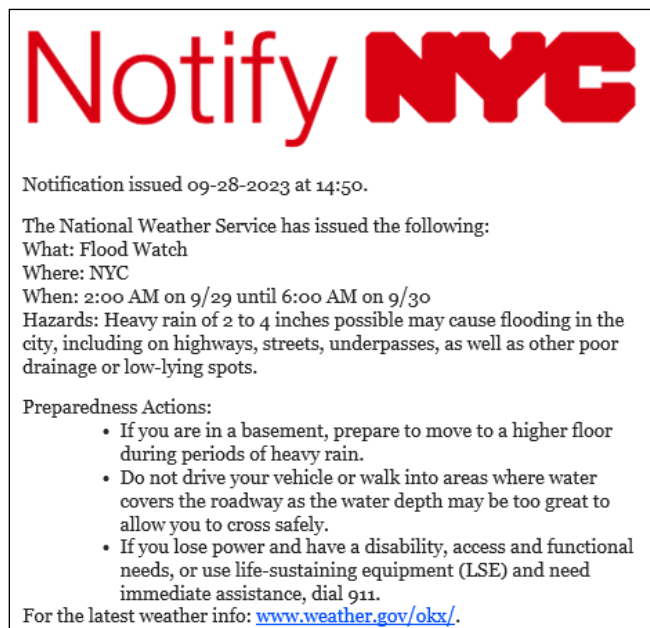 Notify NYC
Notification issued 09-28-2023 at 14:50.
The National Weather Service has issued the following:
What: Flood Watch
Where: NYC
When: 2:00 AM on 9/29 until 6:00 AM on 9/30
Hazards: Heavy rain of 2 to 4 inches possible may cause flooding in the
city, including on highways, streets, underpasses, as well as other poor
drainage or low-lying spots.
Preparedness Actions:
• If you are in a basement, prepare to move to a higher floor
during periods of heavy rain.
• Do not drive your vehicle or walk into areas where water
covers the roadway as the water depth may be too great to
allow you to cross safely.
• If you lose power and have a disability, access and functional
needs, or use life-sustaining equipment (LSE) and need
immediate assistance, dial 911.
For the latest weather info: www.weather.gov/okx/.